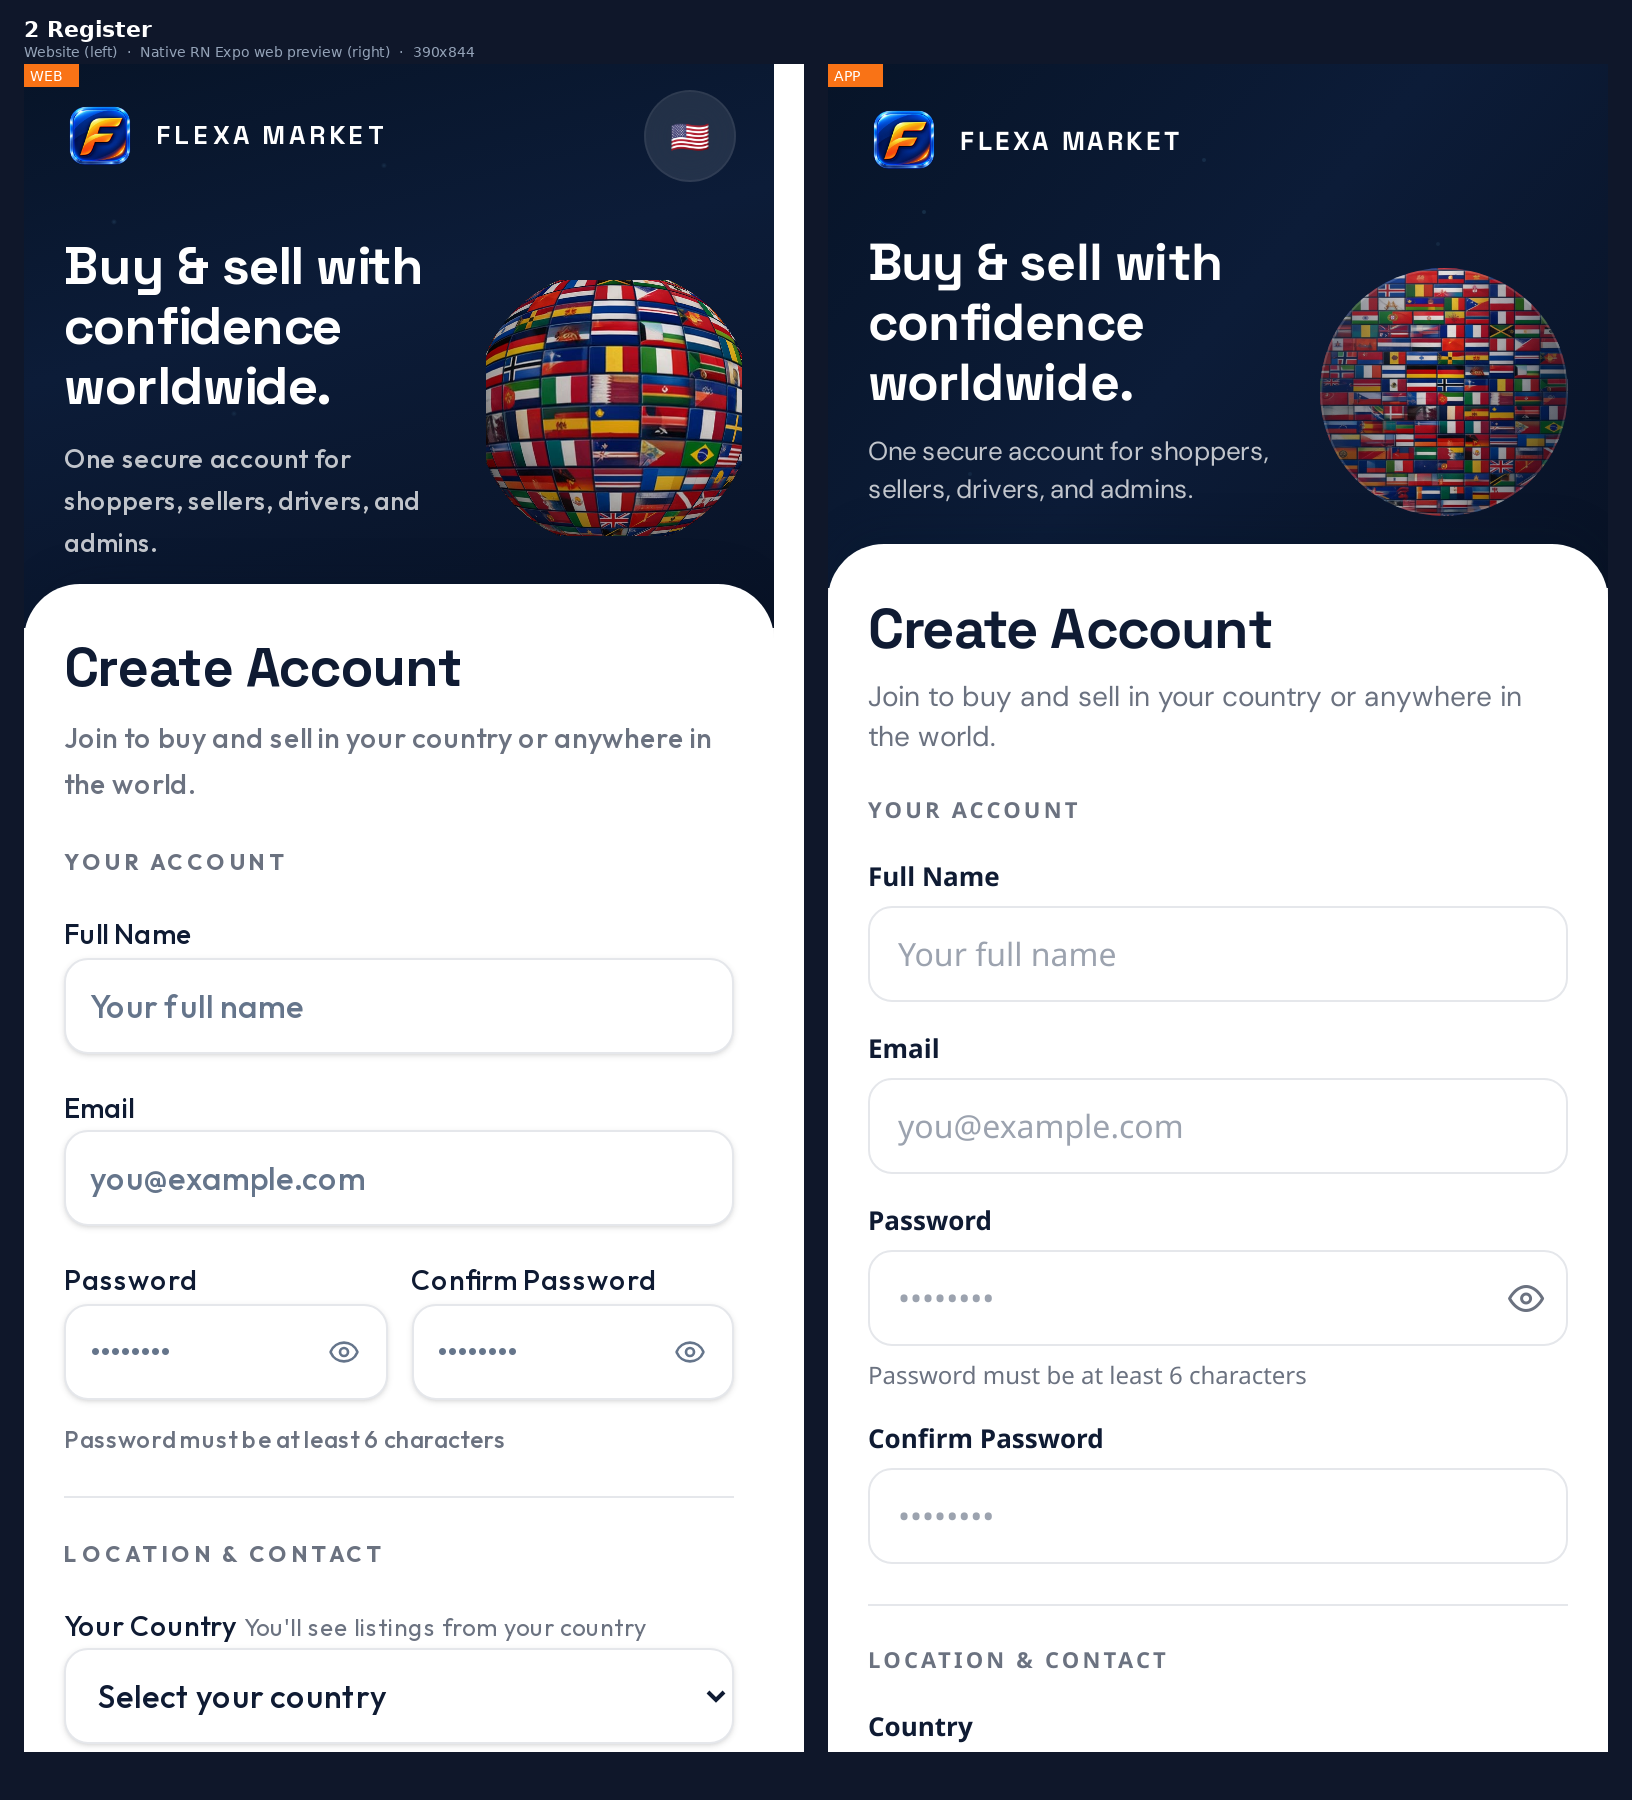 2 Register
Website (left) · Native RN Expo web preview (right) · 390x844
WEB
FLEXA MARKET
Buy & sell with
confidence
worldwide.
One secure account for
shoppers, sellers, drivers, and
admins.
Create Account
Join to buy and sell in your country or anywhere in
the world.
YOUR ACCOUNT
Full Name
Your full name
Email
you@example.com
Password Confirm Password
•••••••• ••••••••
Password must be at least 6 characters
LOCATION & CONTACT
Your Country You'll see listings from your country
Select your country
APP
FLEXA MARKET
Buy & sell with
confidence
worldwide.
One secure account for shoppers,
sellers, drivers, and admins.
Create Account
Join to buy and sell in your country or anywhere in
the world.
YOUR ACCOUNT
Full Name
Your full name
Email
you@example.com
Password
••••••••
Password must be at least 6 characters
Confirm Password
••••••••
LOCATION & CONTACT
Country